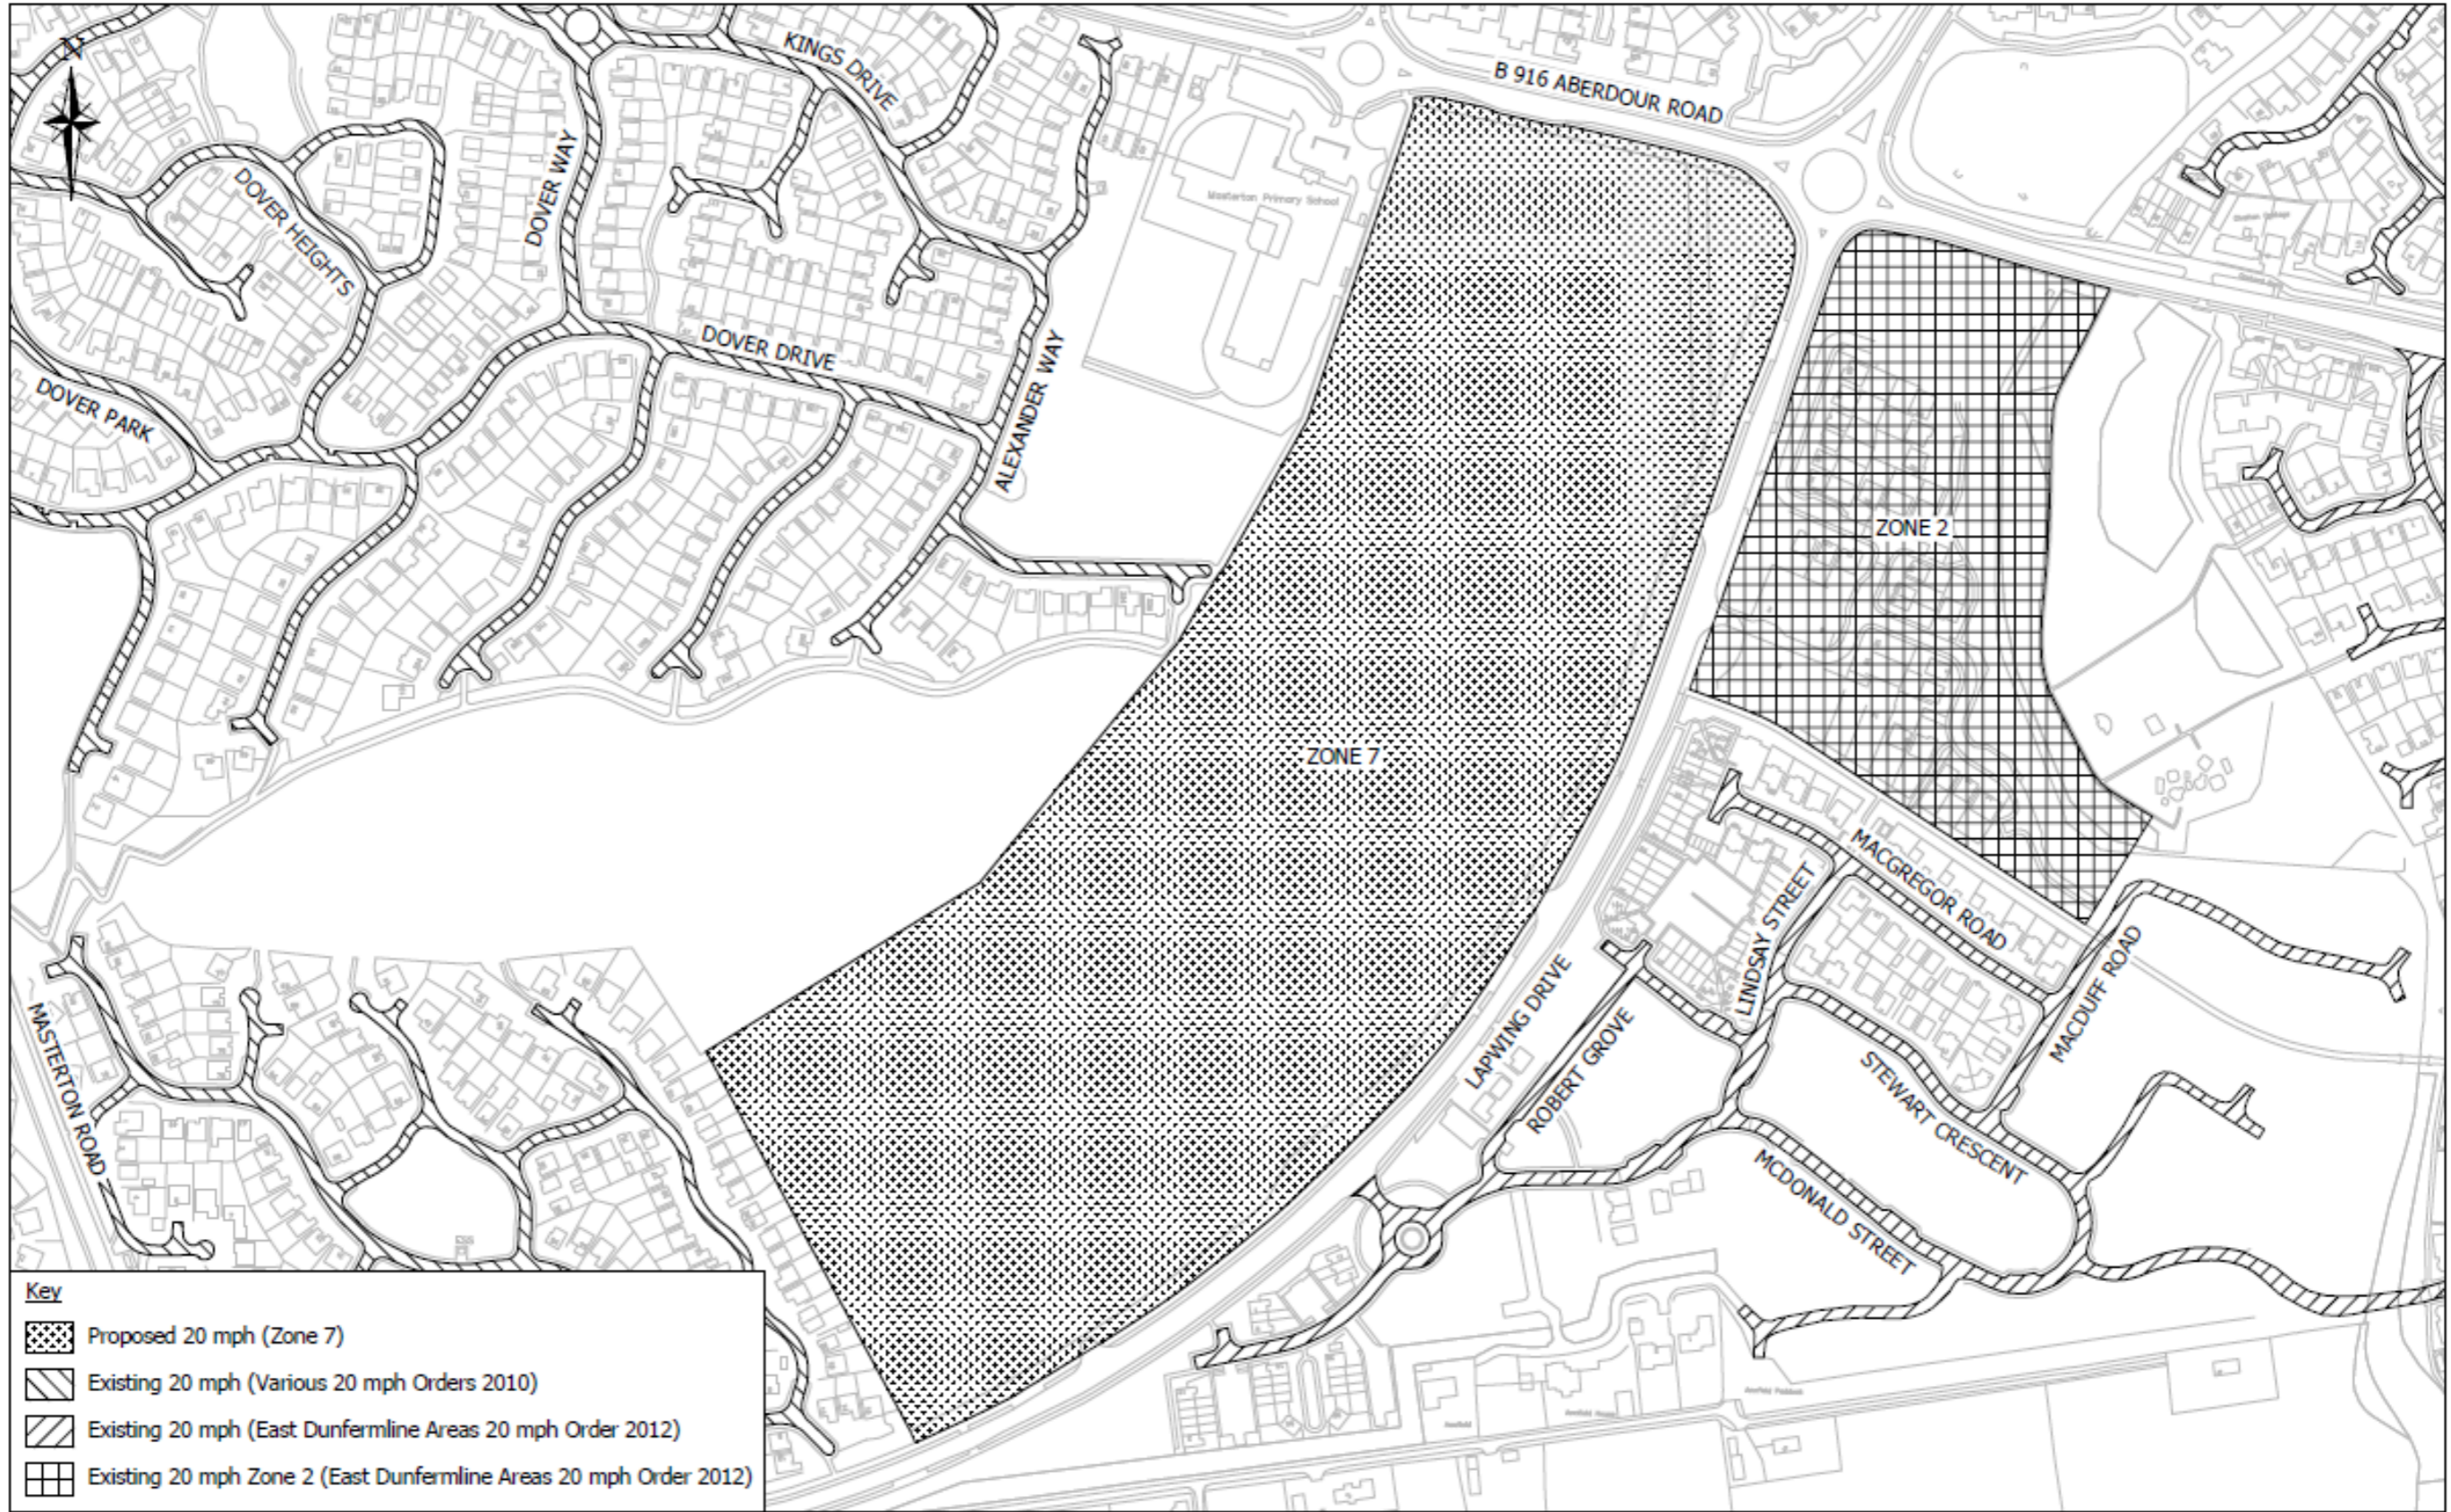 N
KINGS DRIVE
B 916 ABERDOUR ROAD
DOVER WAY
DOVER HEIGHTS
Masterton Primary School
DOVER DRIVE
ALEXANDER WAY
DOVER PARK
ZONE 2
ZONE 7
MACGREGOR ROAD
LINDSAY STREET
MACDUFF ROAD
LAPWING DRIVE
ROBERT GROVE
STEWART CRESCENT
MASTERTON ROAD
MCDONALD STREET
ESS
Key
Proposed 20 mph (Zone 7)
Existing 20 mph (Various 20 mph Orders 2010)
Existing 20 mph (East Dunfermline Areas 20 mph Order 2012)
Existing 20 mph Zone 2 (East Dunfermline Areas 20 mph Order 2012)